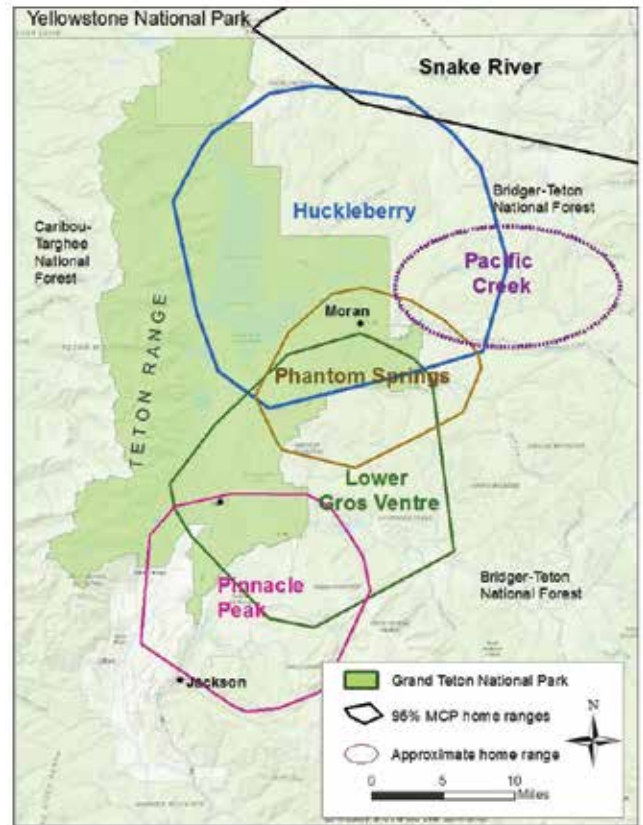 Yellowstone National Park
Snake River
Huckleberry
Bridger-Teton
National Forest
Caribou-
Targhee
National
Forest
Pacific
Creek
Moran
TETON RANGE
Phantom Springs
Lower
Gros Ventre
Pinnacle
Peak
Bridger-Teton
National Forest
Jackson
Grand Teton National Park
95% MCP home ranges
Approximate home range
N
0 5 10
Miles